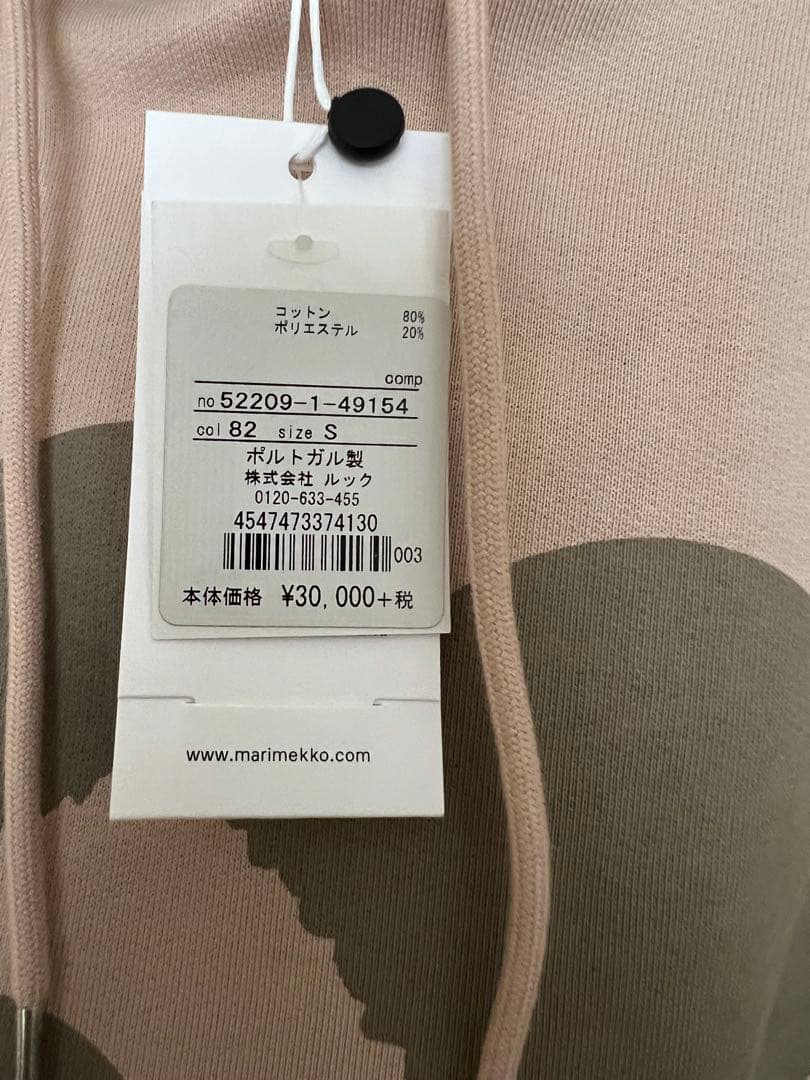 コットン 80%
ポリエステル 20%
comp
no 52209-1-49154
col 82 size S
ポルトガル製
株式会社 ルック
0120-633-455
4547473374130
003
本体価格 ¥30,000+税
www.marimekko.com